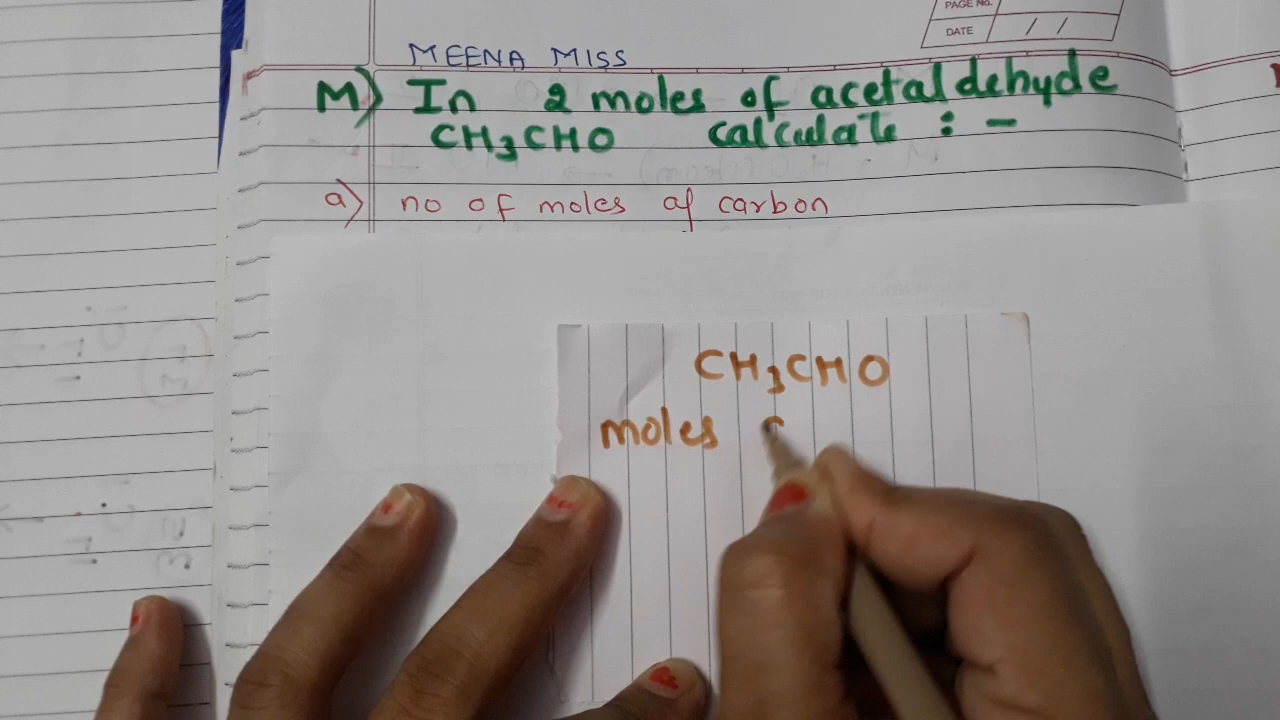 PAGE No.
DATE / /
MEENA MISS
M) In 2 moles of acetaldehyde
CH₃CHO calculate : -
a) no of moles of carbon
CH₃CHO
moles